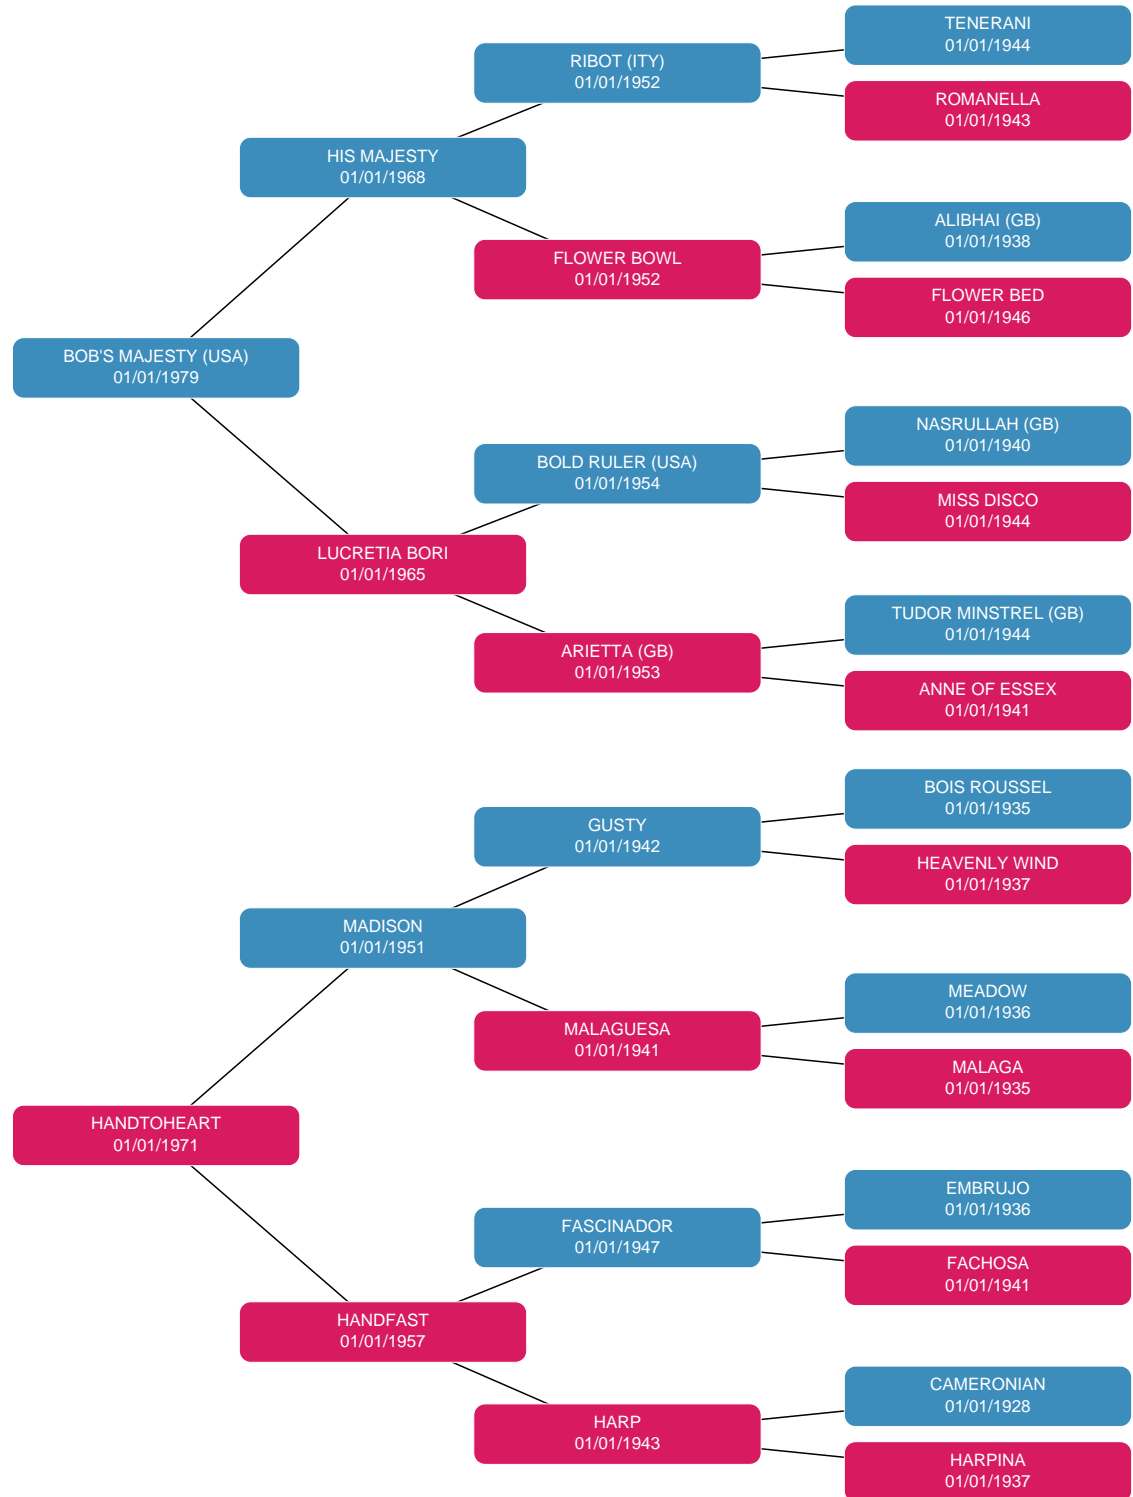 TENERANI
01/01/1944
RIBOT (ITY)
01/01/1952
ROMANELLA
01/01/1943
HIS MAJESTY
01/01/1968
ALIBHAI (GB)
01/01/1938
FLOWER BOWL
01/01/1952
FLOWER BED
01/01/1946
BOB'S MAJESTY (USA)
01/01/1979
NASRULLAH (GB)
01/01/1940
BOLD RULER (USA)
01/01/1954
MISS DISCO
01/01/1944
LUCRETIA BORI
01/01/1965
TUDOR MINSTREL (GB)
01/01/1944
ARIETTA (GB)
01/01/1953
ANNE OF ESSEX
01/01/1941
BOIS ROUSSEL
01/01/1935
GUSTY
01/01/1942
HEAVENLY WIND
01/01/1937
MADISON
01/01/1951
MEADOW
01/01/1936
MALAGUESA
01/01/1941
MALAGA
01/01/1935
HANDTOHEART
01/01/1971
EMBRUJO
01/01/1936
FASCINADOR
01/01/1947
FACHOSA
01/01/1941
HANDFAST
01/01/1957
CAMERONIAN
01/01/1928
HARP
01/01/1943
HARPINA
01/01/1937